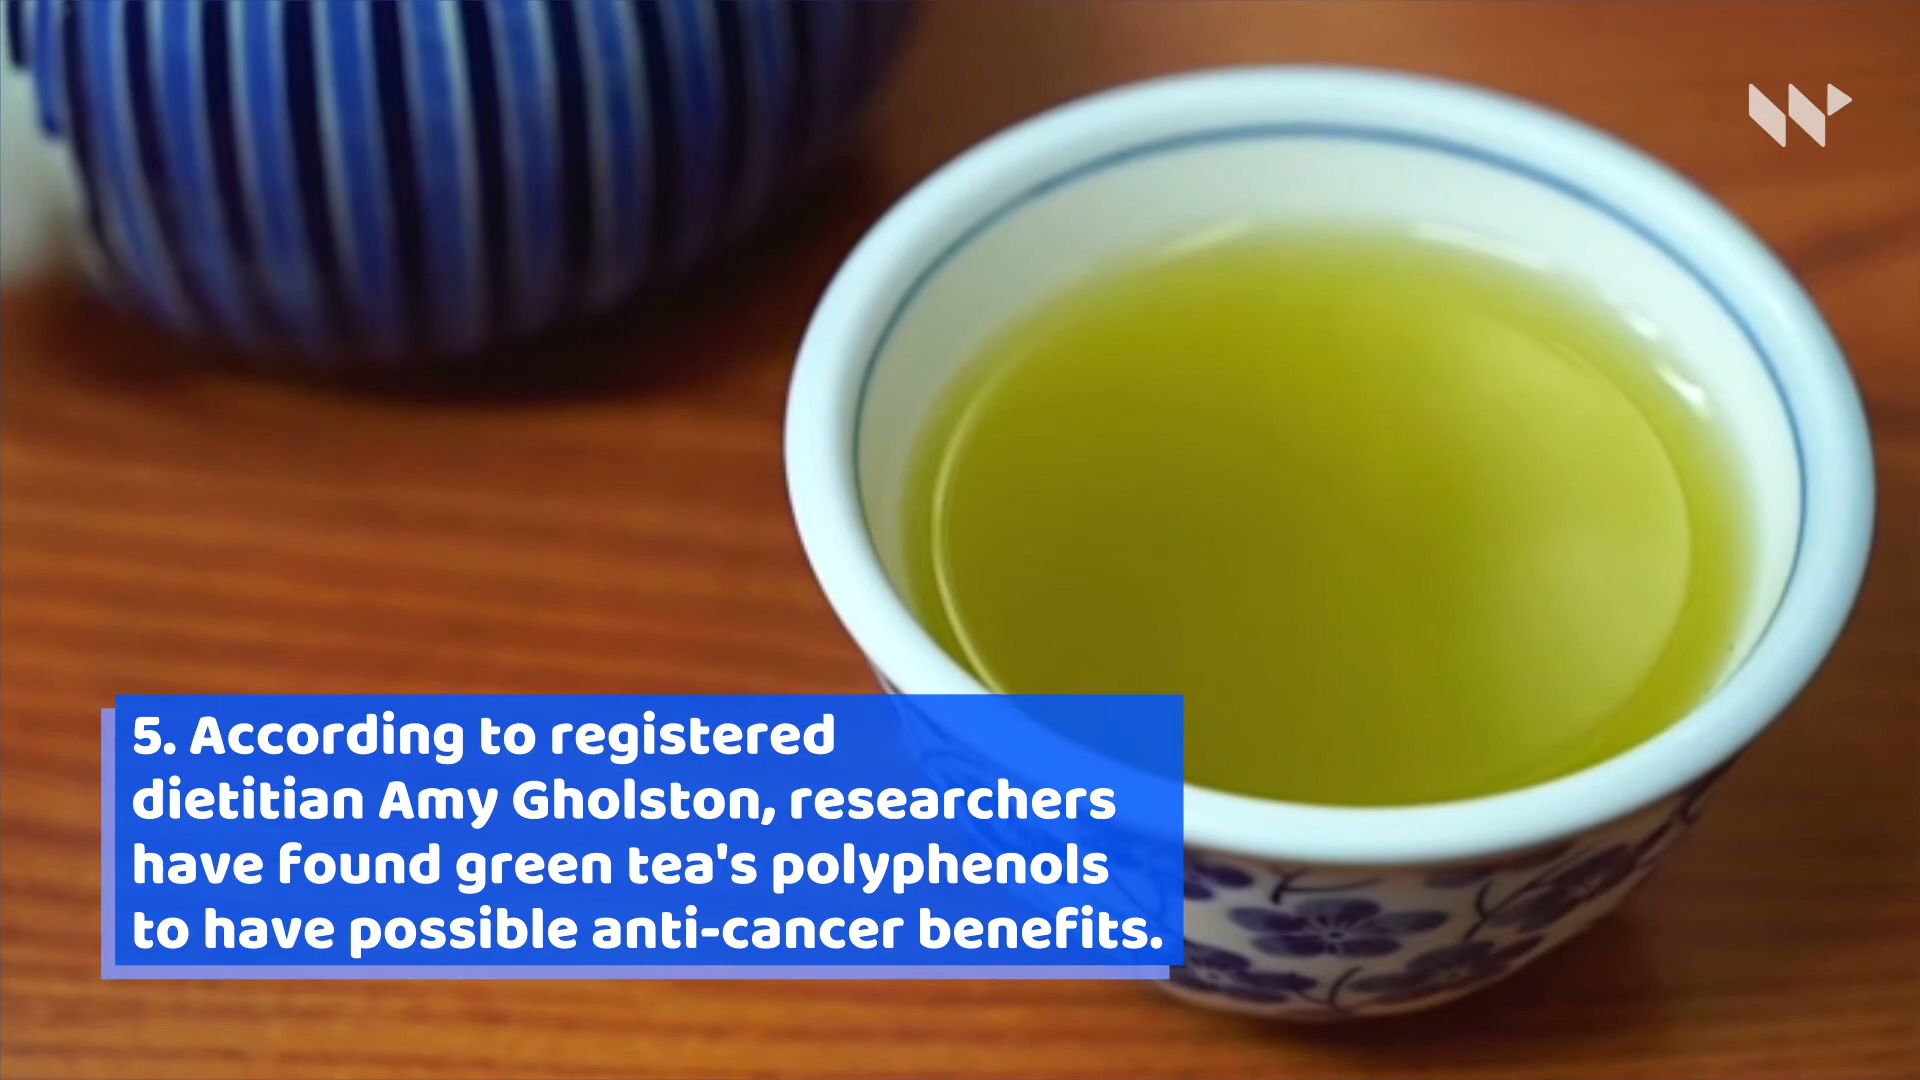 5. According to registered
dietitian Amy Gholston, researchers
have found green tea's polyphenols
to have possible anti-cancer benefits.